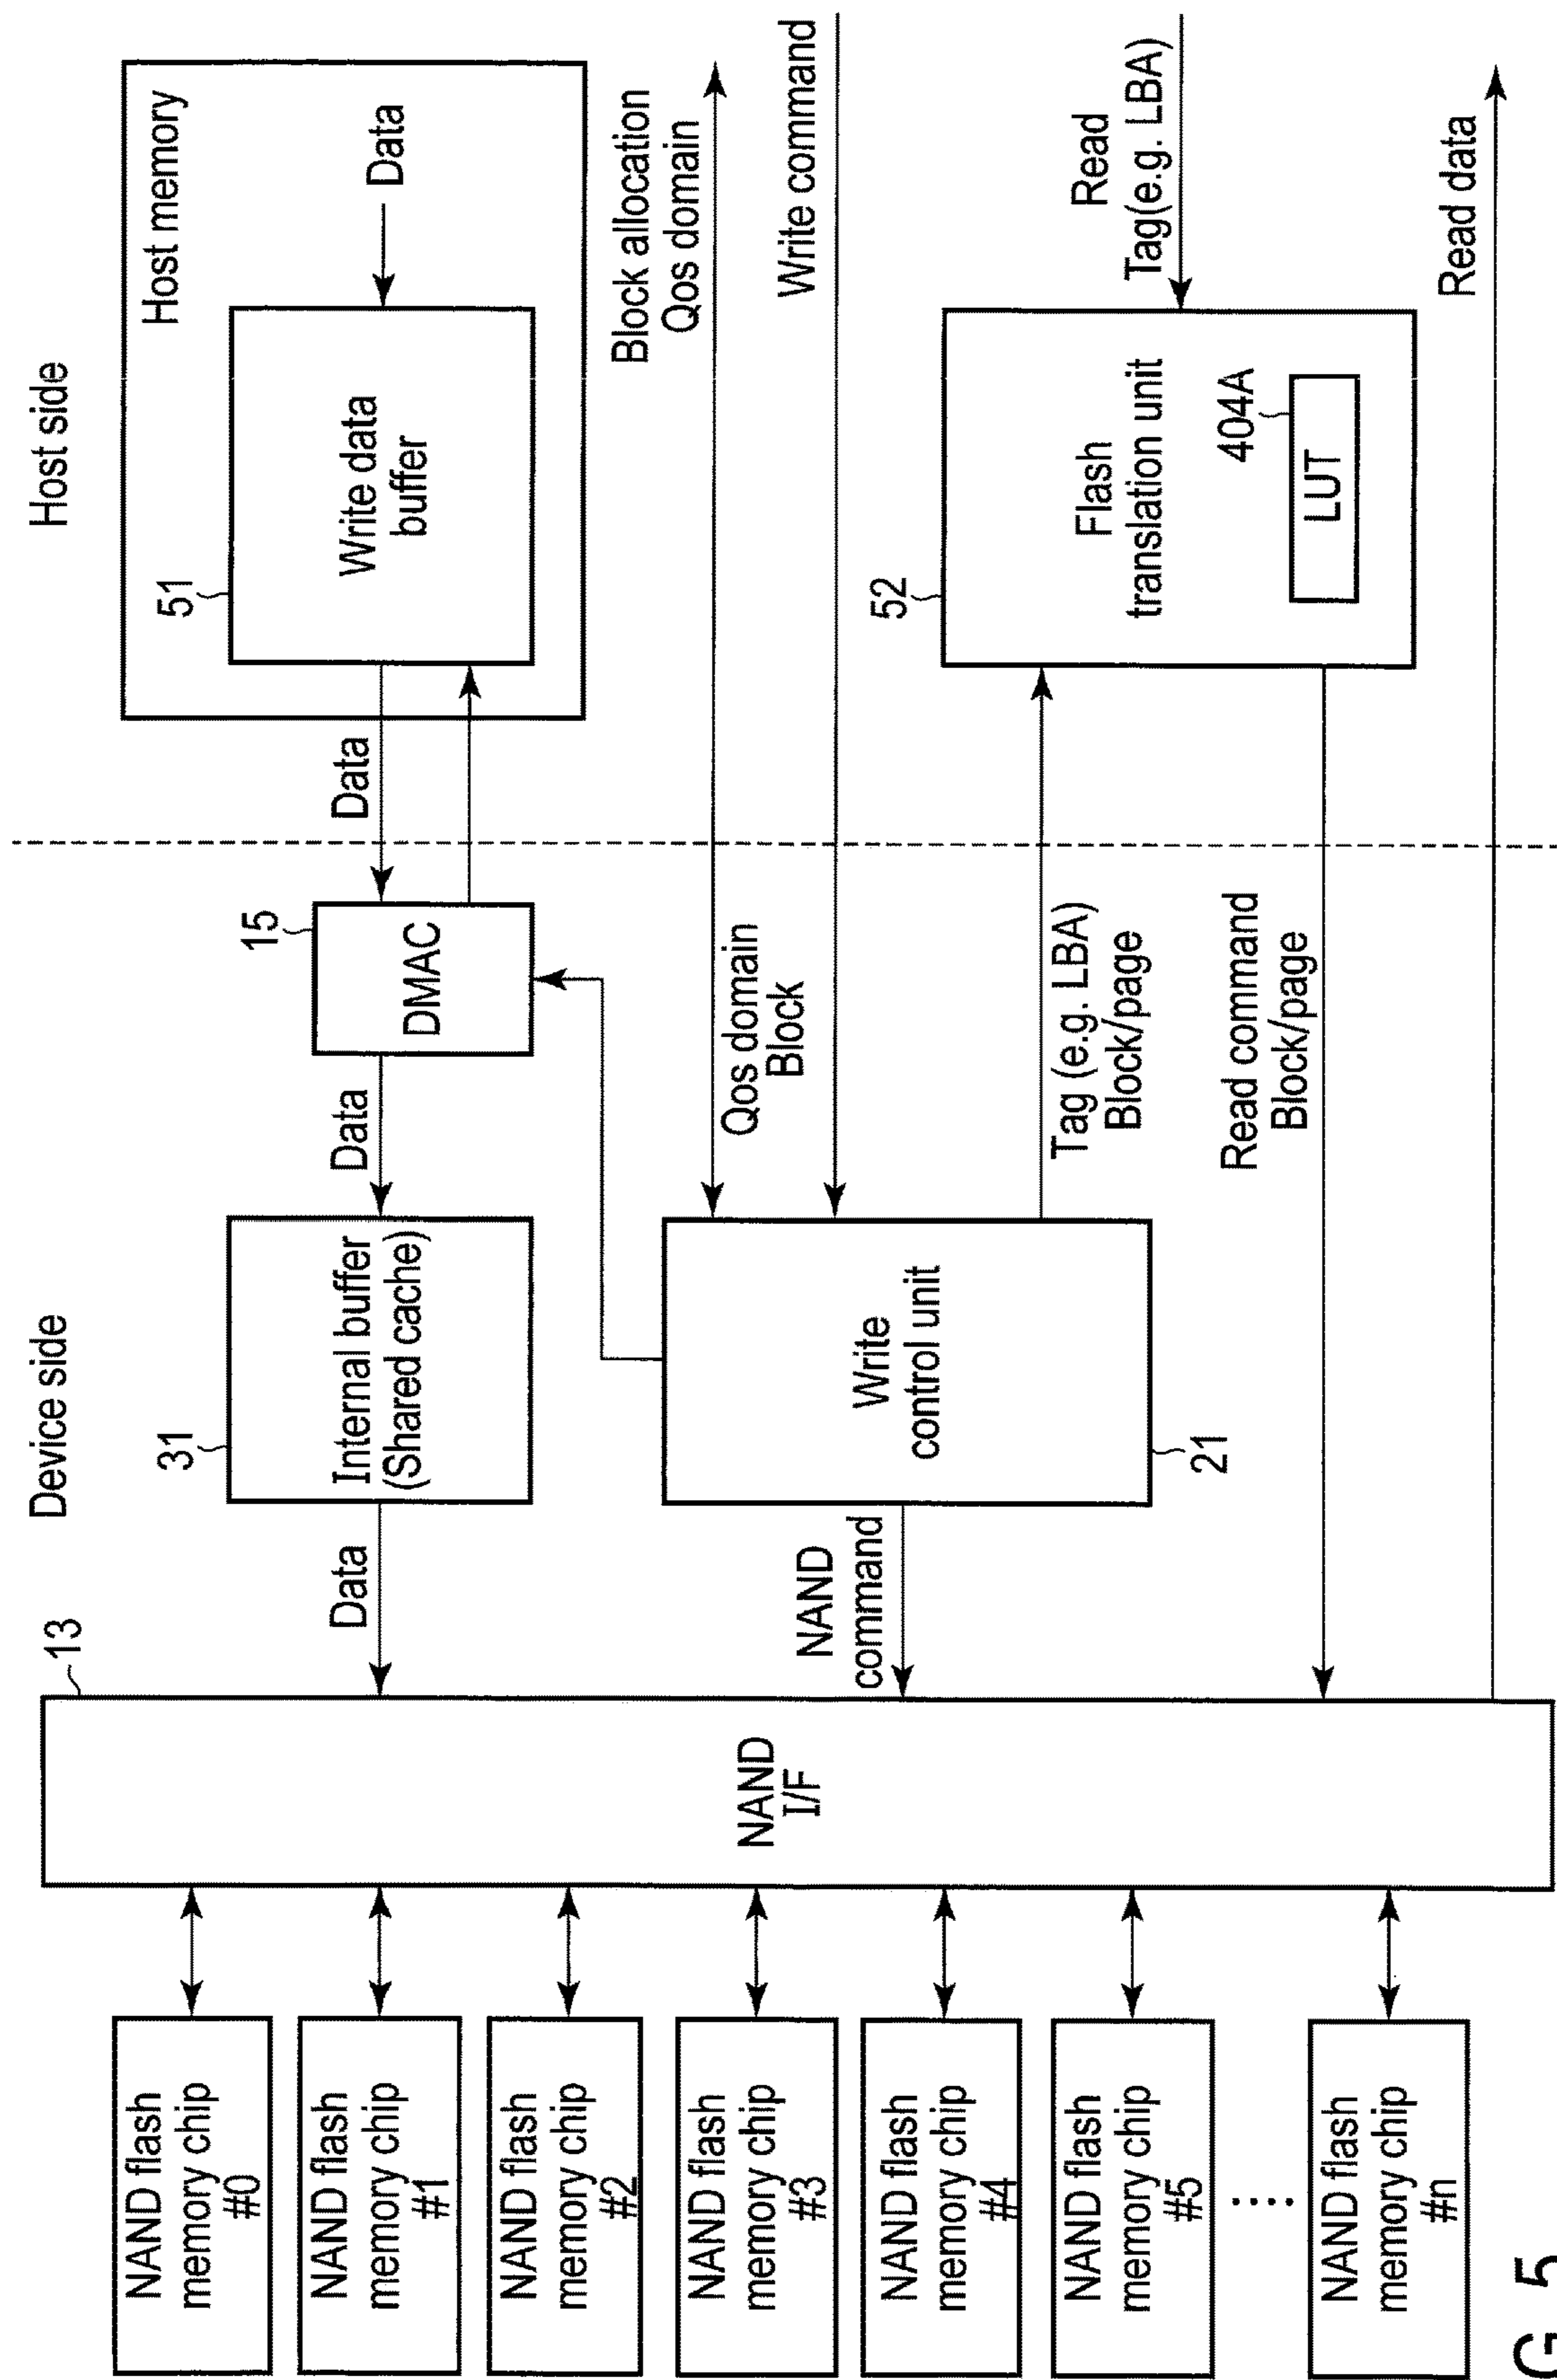 Device side
Host side
13
NAND flash
memory chip
#0
NAND flash
memory chip
#1
NAND flash
memory chip
#2
NAND flash
memory chip
#3
NAND flash
memory chip
#4
NAND flash
memory chip
#5
NAND flash
memory chip
#n
NAND
I/F
Data
31
Internal buffer
(Shared cache)
Data
15
DMAC
Data
Host memory
51
Write data
buffer
Data
Block allocation
Qos domain
Qos domain
Block
Write command
NAND
command
Write
control unit
21
Tag (e.g. LBA)
Block/page
52
Flash
translation unit
404A
LUT
Read
Tag(e.g. LBA)
Read command
Block/page
Read data
G. 5